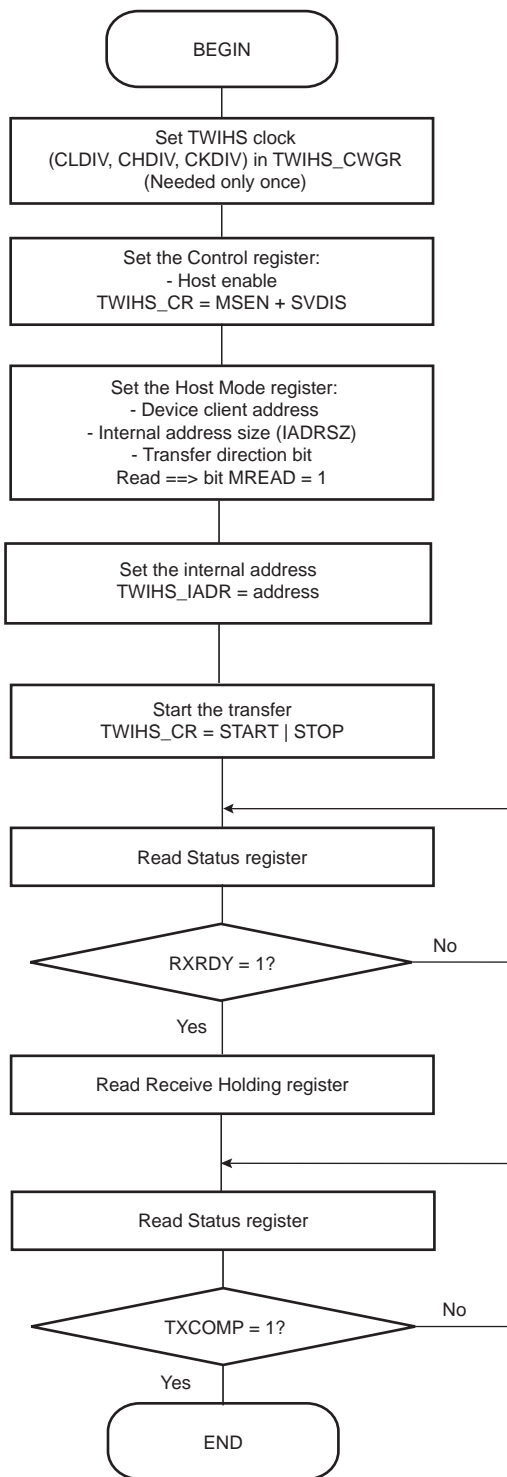 BEGIN
Set TWIHS clock
(CLDIV, CHDIV, CKDIV) in TWIHS_CWGR
(Needed only once)
Set the Control register:
- Host enable
TWIHS_CR = MSEN + SVDIS
Set the Host Mode register:
- Device client address
- Internal address size (IADRSZ)
- Transfer direction bit
Read ==> bit MREAD = 1
Set the internal address
TWIHS_IADR = address
Start the transfer
TWIHS_CR = START | STOP
Read Status register
RXRDY = 1?
No
Yes
Read Receive Holding register
Read Status register
TXCOMP = 1?
No
Yes
END